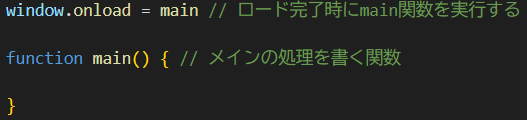 window.onload = main // ロード完了時にmain関数を実行する
function main() { // メインの処理を書く関数
}